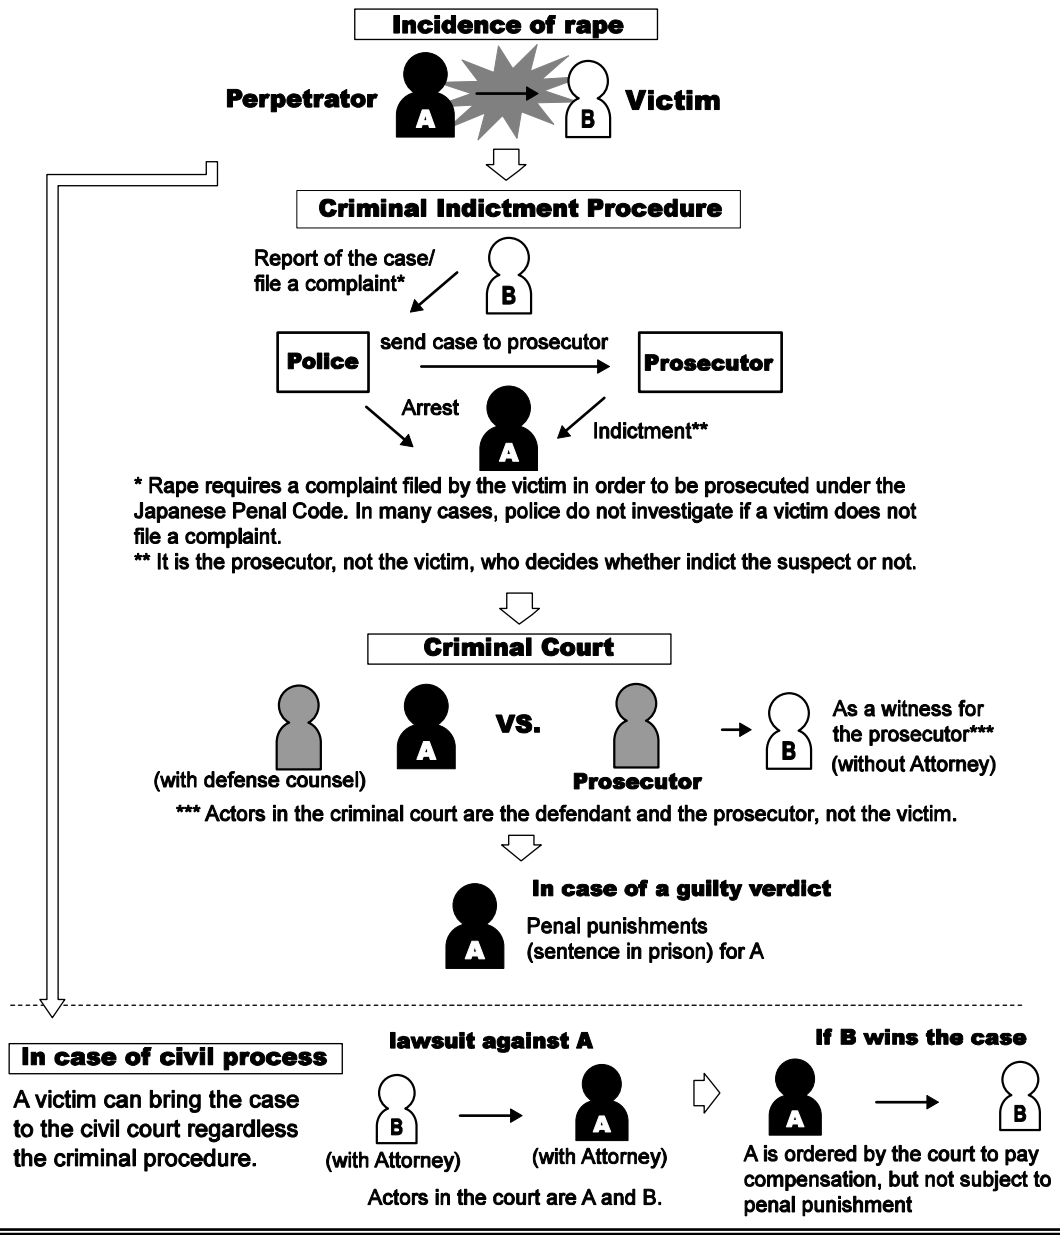 Incidence of rape
Perpetrator
A
B
Victim
Criminal Indictment Procedure
Report of the case/
file a complaint*
B
Police
send case to prosecutor
Prosecutor
Arrest
A
Indictment**
* Rape requires a complaint filed by the victim in order to be prosecuted under the
Japanese Penal Code. In many cases, police do not investigate if a victim does not
file a complaint.
** It is the prosecutor, not the victim, who decides whether indict the suspect or not.
Criminal Court
A
VS.
B
As a witness for
the prosecutor***
(without Attorney)
(with defense counsel)
Prosecutor
*** Actors in the criminal court are the defendant and the prosecutor, not the victim.
In case of a guilty verdict
A
Penal punishments
(sentence in prison) for A
In case of civil process
A victim can bring the case
to the civil court regardless
the criminal procedure.
lawsuit against A
B
A
(with Attorney)
(with Attorney)
Actors in the court are A and B.
If B wins the case
A
B
A is ordered by the court to pay
compensation, but not subject to
penal punishment